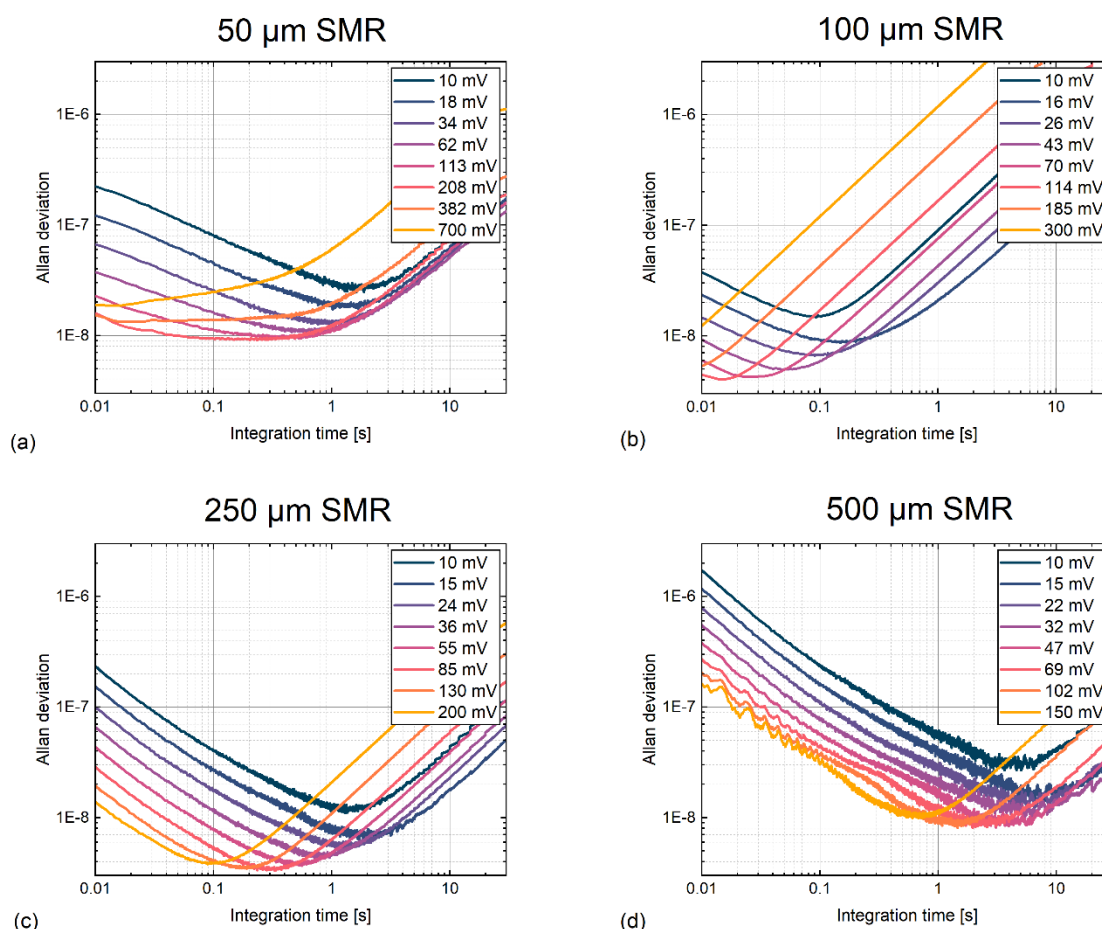 50 µm SMR
Allan deviation
1E-6
1E-7
1E-8
10 mV
18 mV
34 mV
62 mV
113 mV
208 mV
382 mV
700 mV
0.01
0.1
1
10
Integration time [s]
(a)
100 µm SMR
Allan deviation
1E-6
1E-7
1E-8
10 mV
16 mV
26 mV
43 mV
70 mV
114 mV
185 mV
300 mV
0.01
0.1
1
10
Integration time [s]
(b)
250 µm SMR
Allan deviation
1E-6
1E-7
1E-8
10 mV
15 mV
24 mV
36 mV
55 mV
85 mV
130 mV
200 mV
0.01
0.1
1
10
Integration time [s]
(c)
500 µm SMR
Allan deviation
1E-6
1E-7
1E-8
10 mV
15 mV
22 mV
32 mV
47 mV
69 mV
102 mV
150 mV
0.01
0.1
1
10
Integration time [s]
(d)